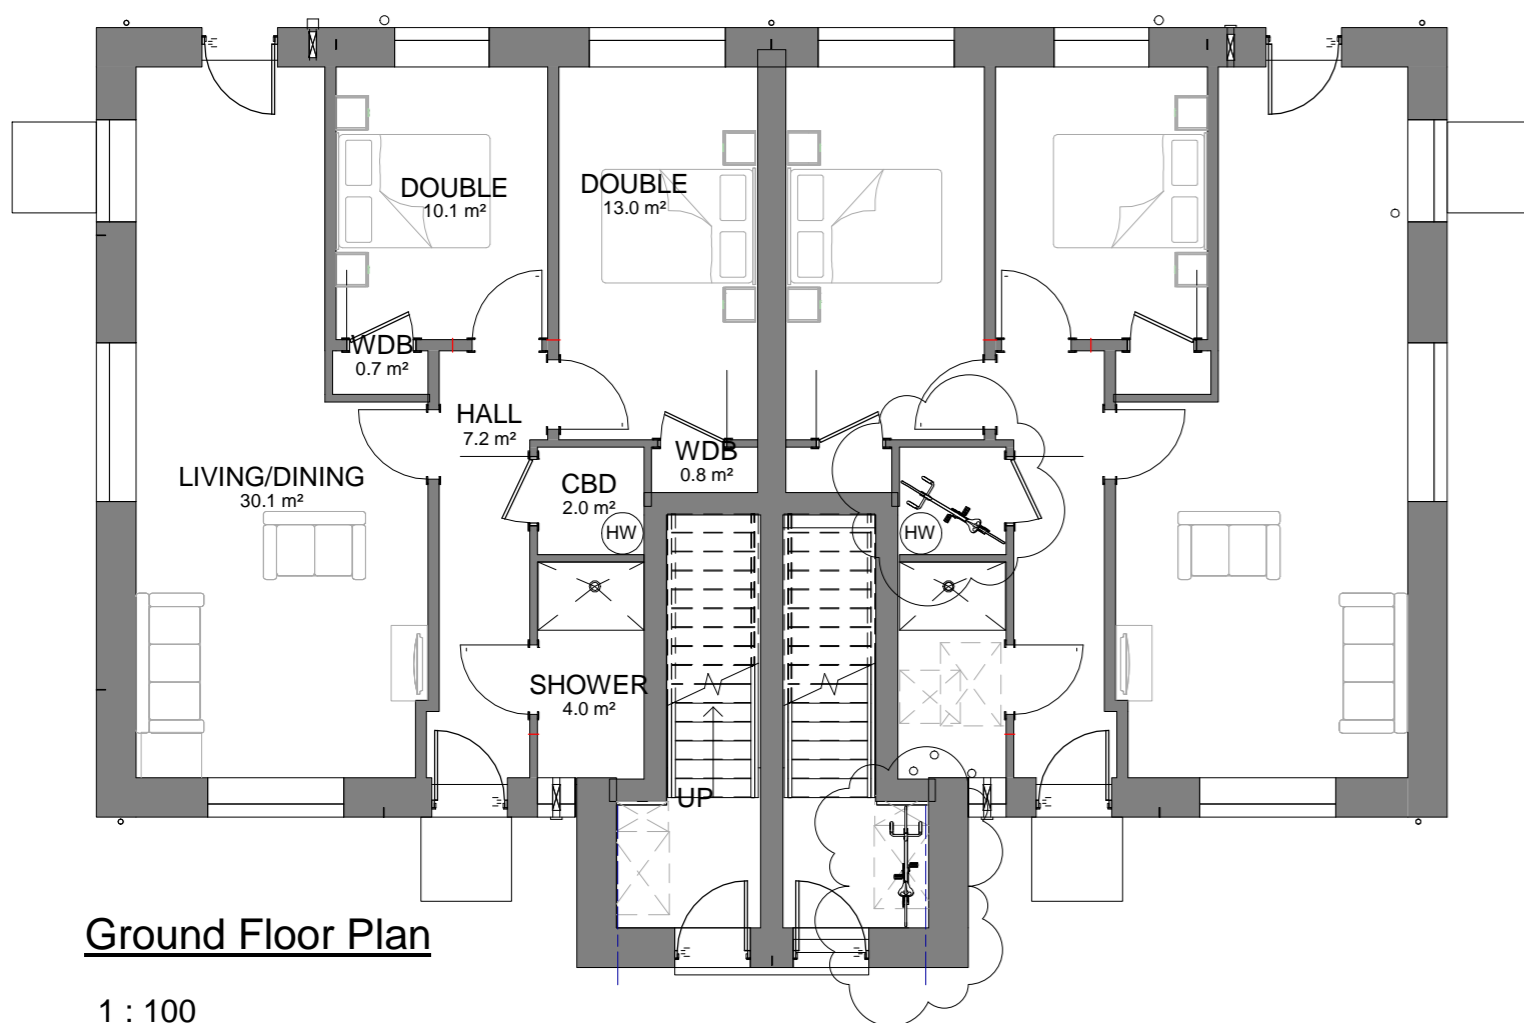 DOUBLE
10.1 m²
DOUBLE
13.0 m²
WDB
0.7 m²
HALL
7.2 m²
WDB
0.8 m²
LIVING/DINING
30.1 m²
CBD
2.0 m²
HW
HW
SHOWER
4.0 m²
UP
Ground Floor Plan
1 : 100